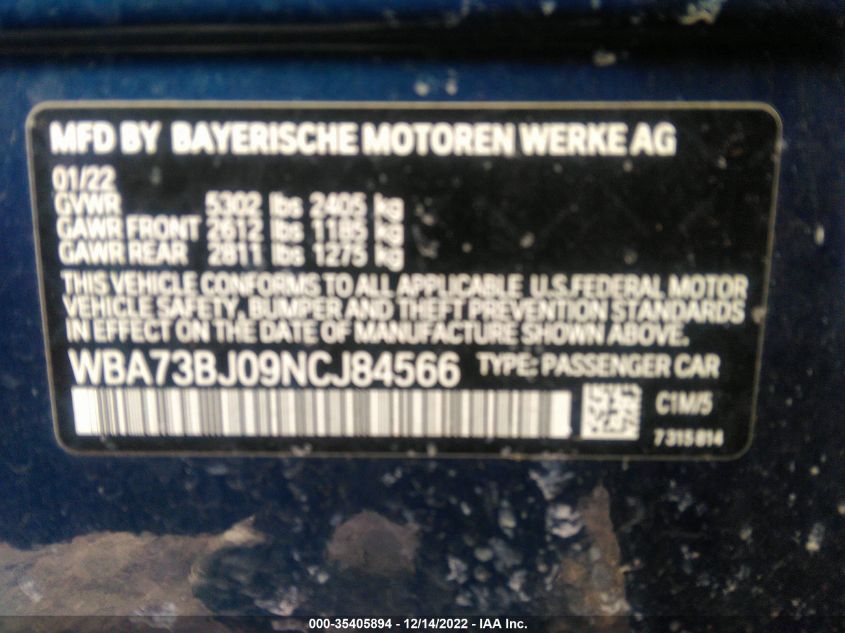 MFD BY BAYERISCHE MOTOREN WERKE AG
01/22
GVWR 5302 lbs 2405 kg
GAWR FRONT 2612 lbs 1185 kg
GAWR REAR 2811 lbs 1275 kg
THIS VEHICLE CONFORMS TO ALL APPLICABLE U.S.FEDERAL MOTOR
VEHICLE SAFETY, BUMPER AND THEFT PREVENTION STANDARDS
IN EFFECT ON THE DATE OF MANUFACTURE SHOWN ABOVE.
WBA73BJ09NCJ84566 TYPE: PASSENGER CAR
C1M/5
7315814
000-35405894 - 12/14/2022 - IAA Inc.